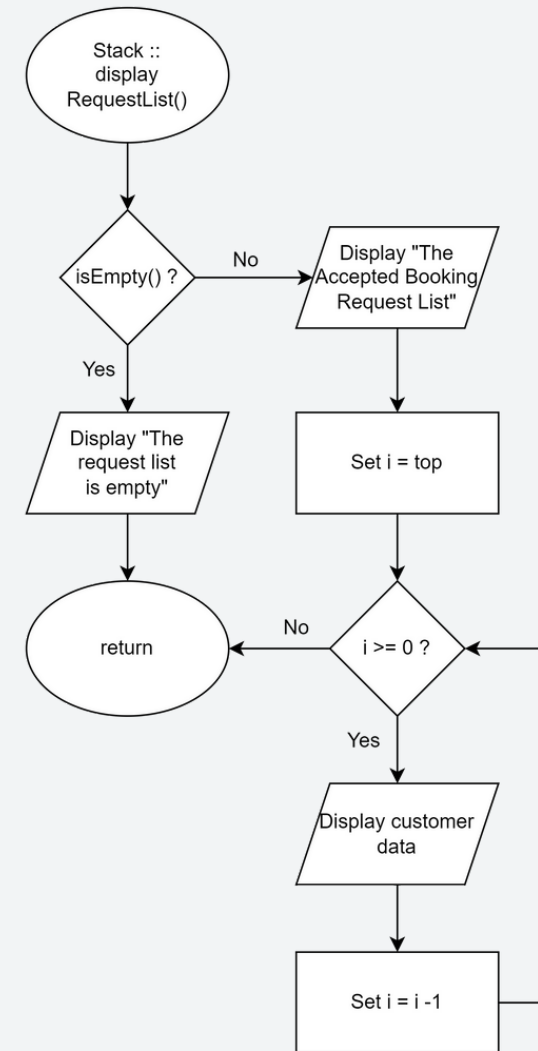 Stack ::
display
RequestList()
isEmpty() ?
No
Display "The
Accepted Booking
Request List"
Yes
Display "The
request list
is empty"
Set i = top
return
No
i >= 0 ?
Yes
Display customer
data
Set i = i -1